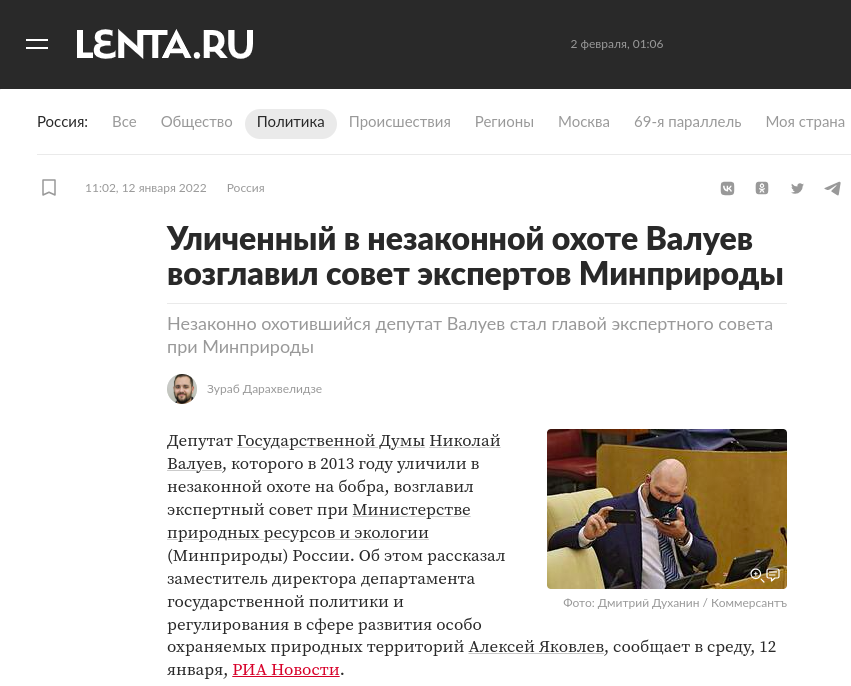 LENTA.RU
2 февраля, 01:06
Россия: Все Общество Политика Происшествия Регионы Москва 69-я параллель Моя страна
11:02, 12 января 2022 Россия
Уличенный в незаконной охоте Валуев
возглавил совет экспертов Минприроды
Незаконно охотившийся депутат Валуев стал главой экспертного совета
при Минприроды
Зураб Дарахвелидзе
Депутат Государственной Думы Николай
Валуев, которого в 2013 году уличили в
незаконной охоте на бобра, возглавил
экспертный совет при Министерстве
природных ресурсов и экологии
(Минприроды) России. Об этом рассказал
заместитель директора департамента
государственной политики и
регулирования в сфере развития особо
охраняемых природных территорий Алексей Яковлев, сообщает в среду, 12
января, РИА Новости.
Фото: Дмитрий Духанин / Коммерсантъ